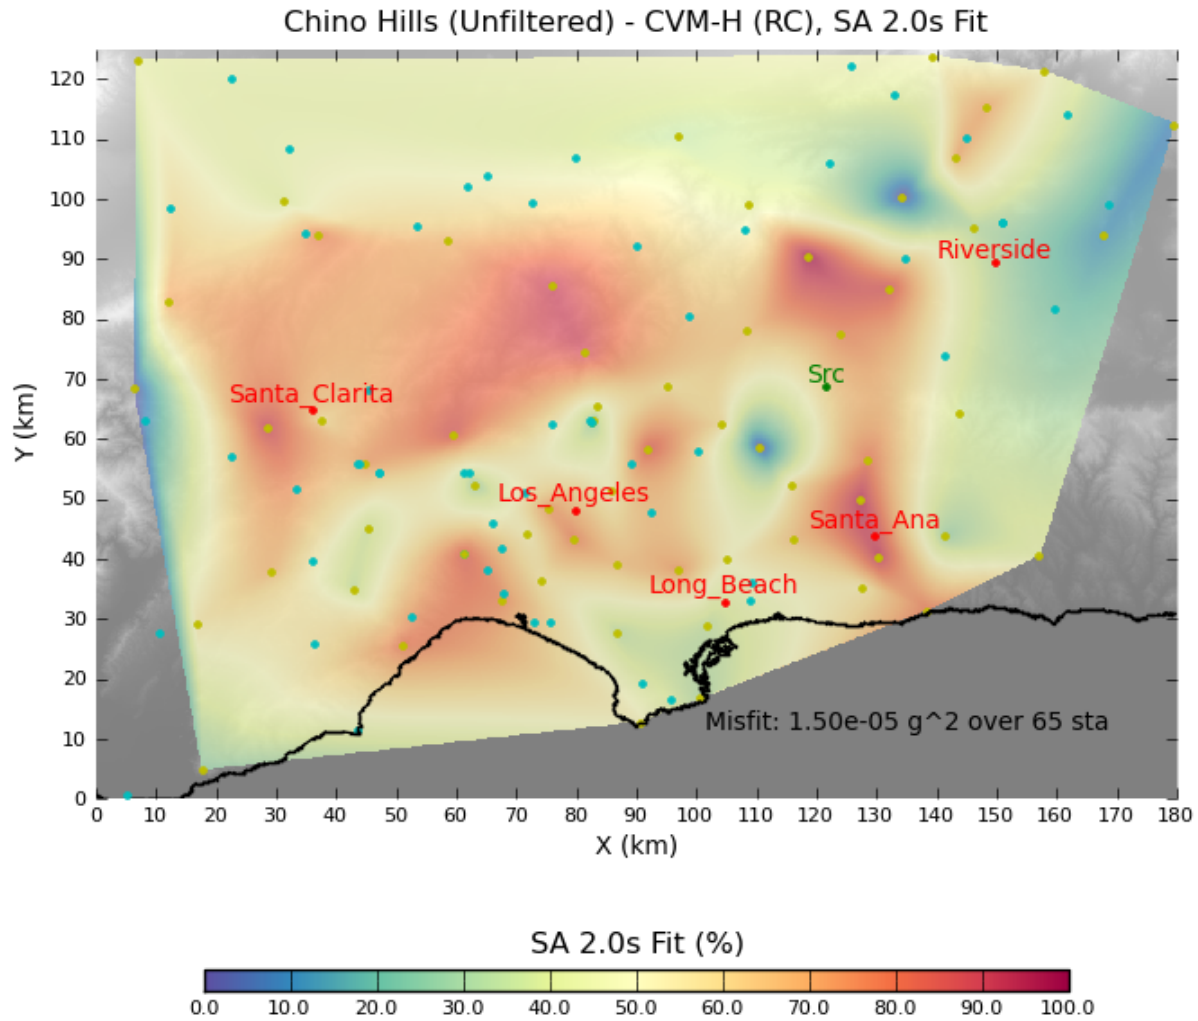 Chino Hills (Unfiltered) - CVM-H (RC), SA 2.0s Fit
Y (km)
120
110
100
90
80
70
60
50
40
30
20
10
0
Riverside
Src
Santa_Clarita
Los_Angeles
Santa_Ana
Long_Beach
Misfit: 1.50e-05 g^2 over 65 sta
0 10 20 30 40 50 60 70 80 90 100 110 120 130 140 150 160 170 180
X (km)
SA 2.0s Fit (%)
0.0 10.0 20.0 30.0 40.0 50.0 60.0 70.0 80.0 90.0 100.0